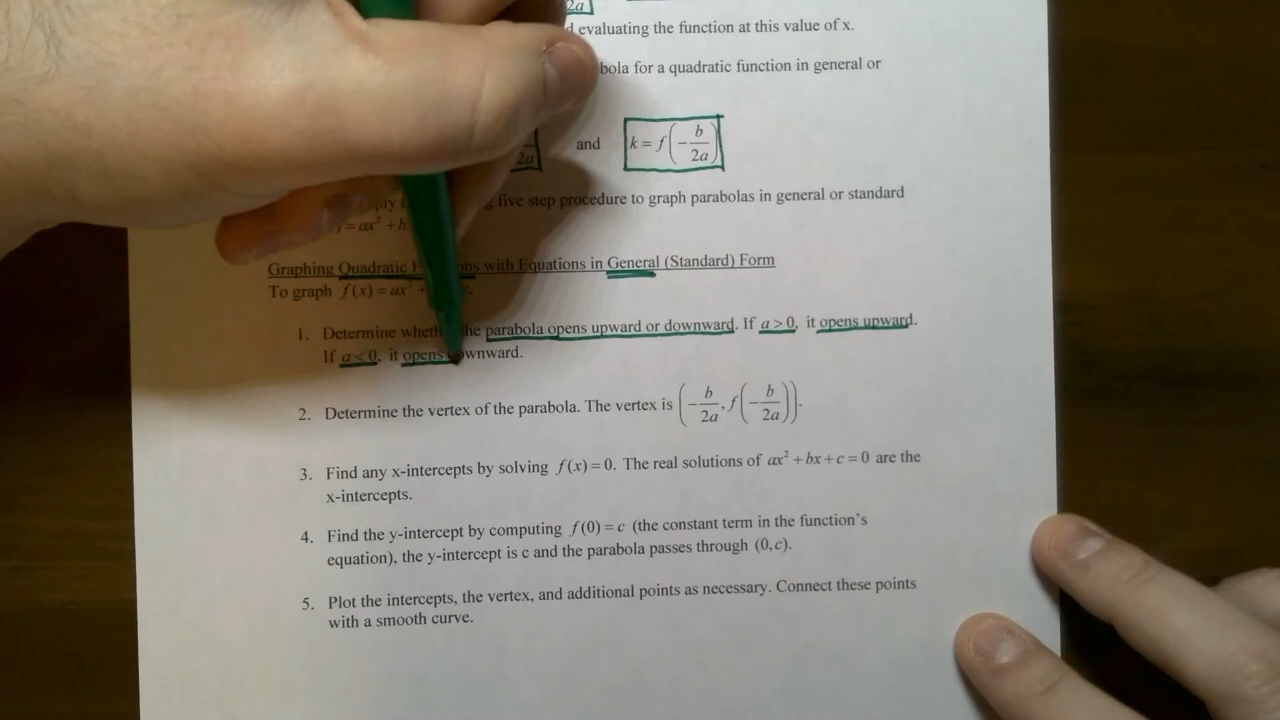 2a
evaluating the function at this value of x.
bola for a quadratic function in general or
2a and k = f(-b/2a)
five step procedure to graph parabolas in general or standard
= ax² + b
Graphing Quadratic with Equations in General (Standard) Form
To graph f(x) = ax²
1. Determine wheth he parabola opens upward or downward. If a > 0, it opens upward.
If a < 0, it opens wnward.
2. Determine the vertex of the parabola. The vertex is (-b/2a, f(-b/2a)).
3. Find any x-intercepts by solving f(x) = 0. The real solutions of ax² + bx + c = 0 are the
x-intercepts.
4. Find the y-intercept by computing f(0) = c (the constant term in the function's
equation), the y-intercept is c and the parabola passes through (0,c).
5. Plot the intercepts, the vertex, and additional points as necessary. Connect these points
with a smooth curve.